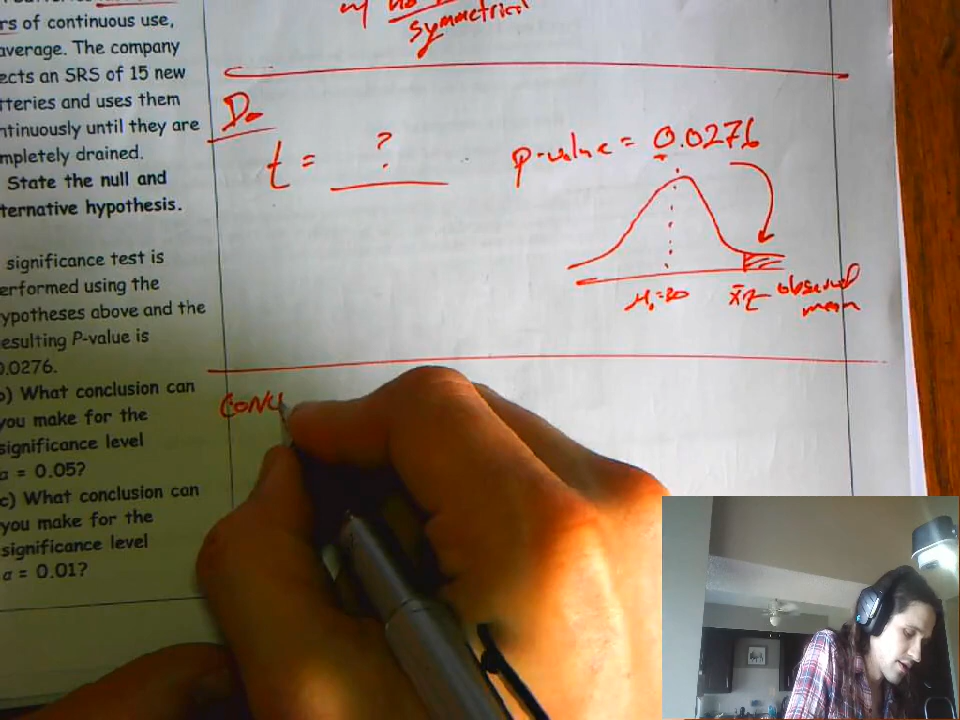 symmetrical
rs of continuous use,
average. The company
ects an SRS of 15 new
tteries and uses them
ntinuously until they are
mpletely drained.
State the null and
ternative hypothesis.
significance test is
erformed using the
ypotheses above and the
esulting P-value is
0.0276.
b) What conclusion can
you make for the
significance level
a = 0.05?
c) What conclusion can
you make for the
significance level
a = 0.01?
Do
t = ?
p-value = 0.0276
μ₀=30
x̄ observed
mean
Conc